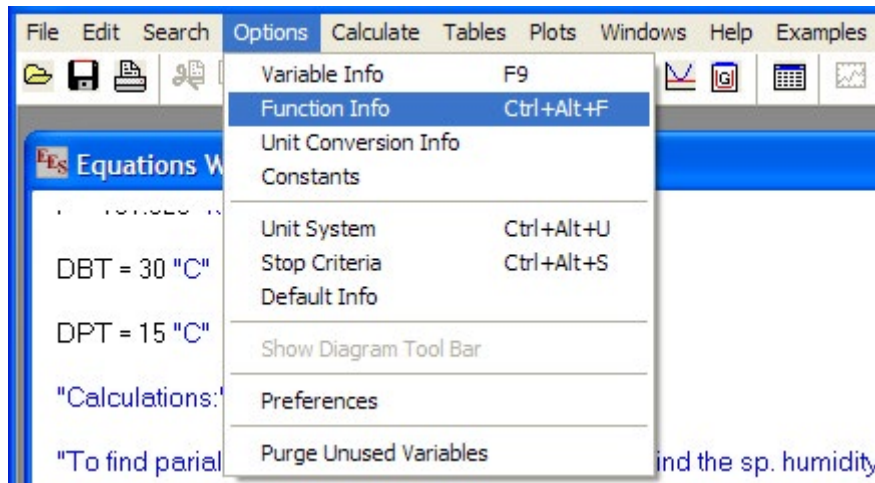 File Edit Search Options Calculate Tables Plots Windows Help Examples
Variable Info F9
Function Info Ctrl+Alt+F
Unit Conversion Info
Constants
Unit System Ctrl+Alt+U
Stop Criteria Ctrl+Alt+S
Default Info
Show Diagram Tool Bar
Preferences
Purge Unused Variables
EES Equations W
DBT = 30 "C"
DPT = 15 "C"
"Calculations:"
"To find parial ind the sp. humidity